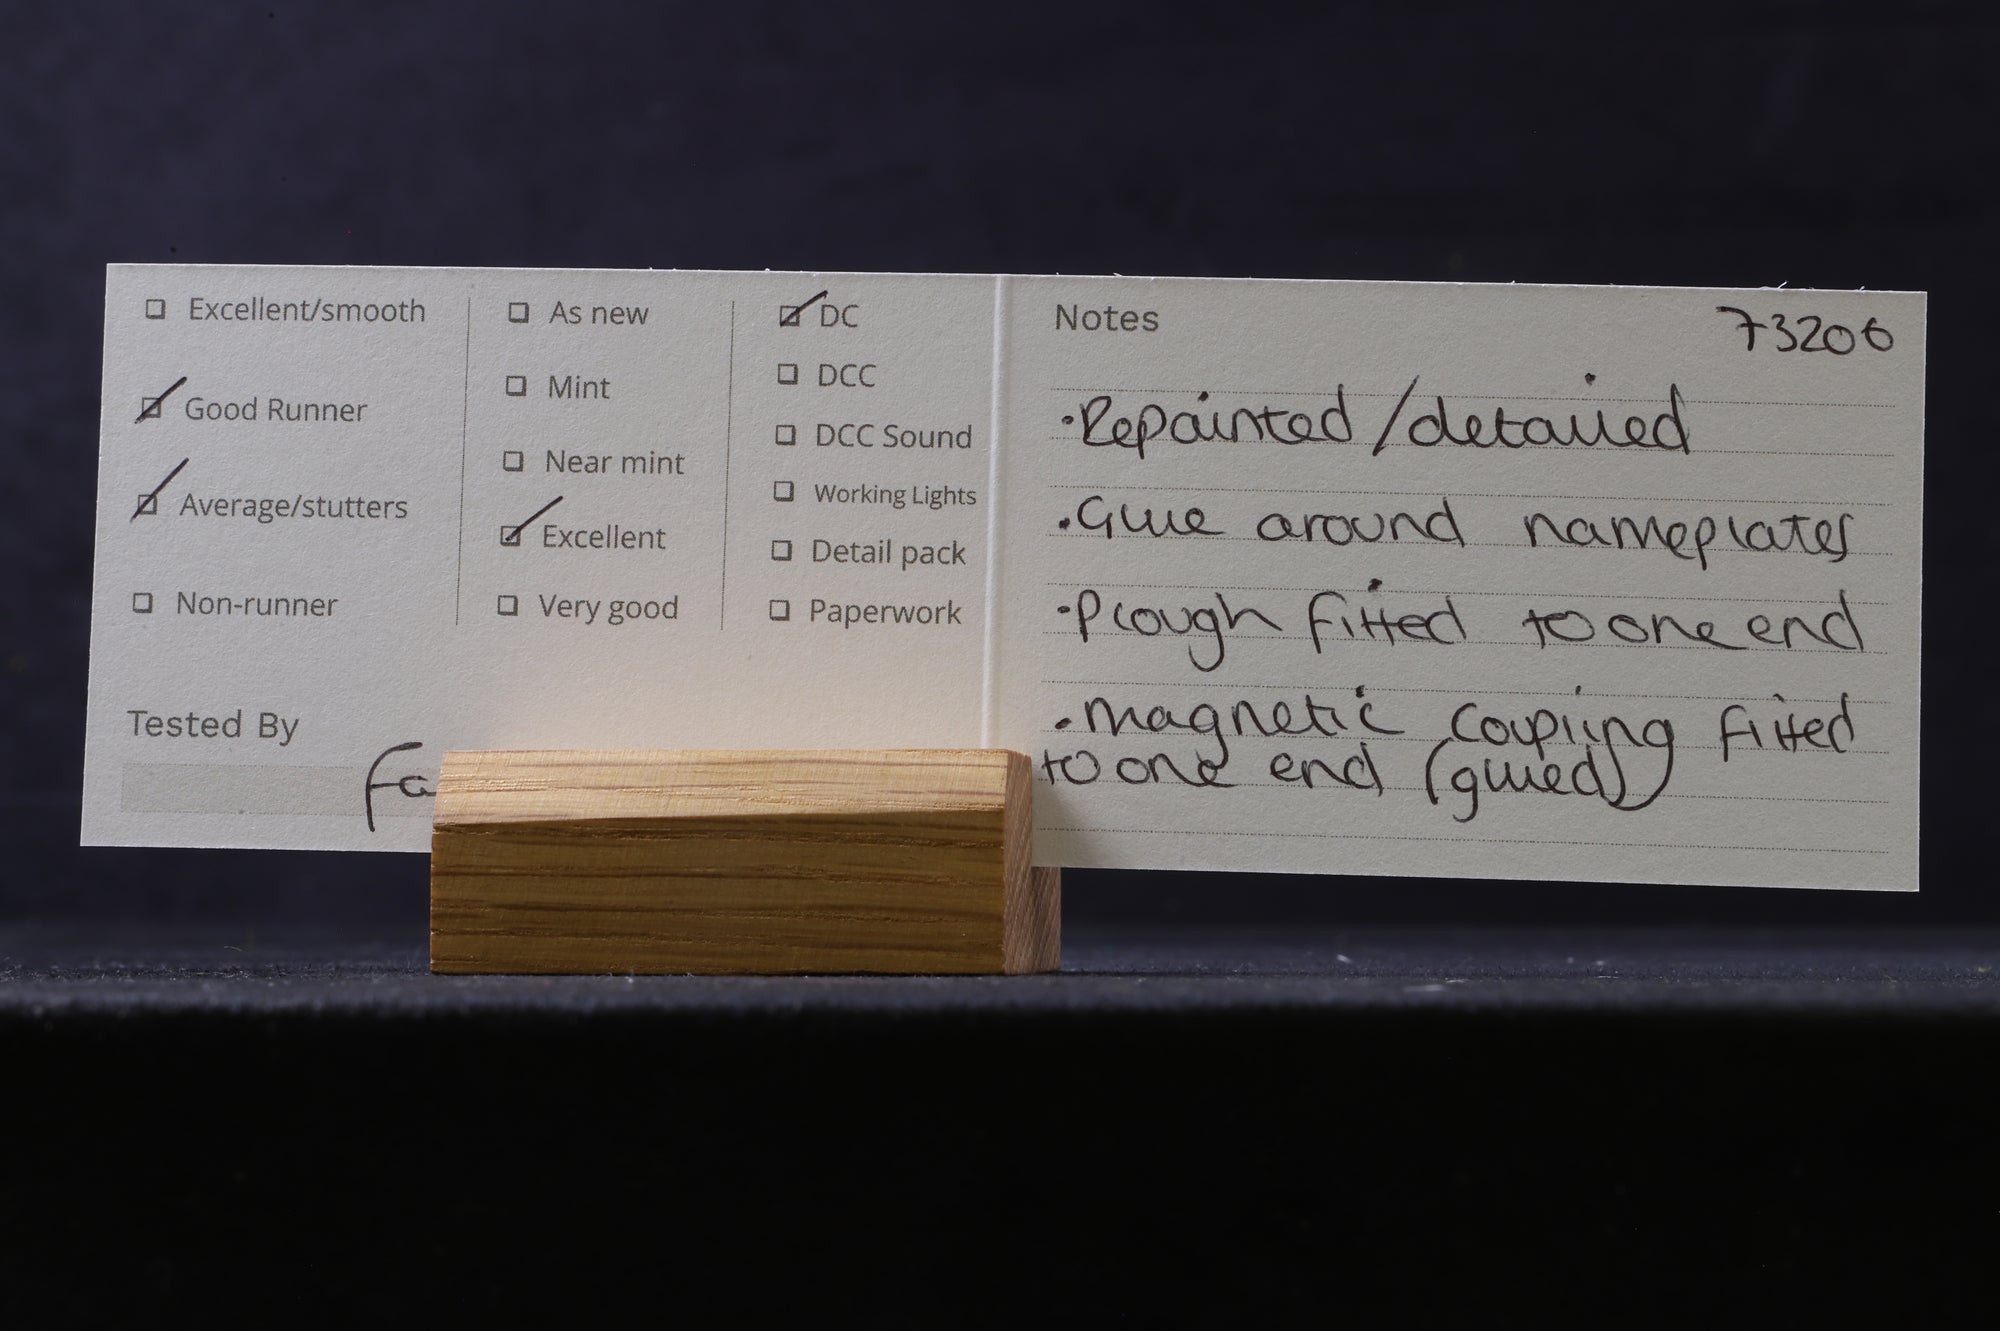 Excellent/smooth
Good Runner
Average/stutters
Non-runner
Tested By
Fa
As new
Mint
Near mint
Excellent
Very good
DC
DCC
DCC Sound
Working Lights
Detail pack
Paperwork
Notes
73206
• Repainted/detailed
• Glue around nameplates
• Plough fitted to one end
• magnetic coupling fitted
to one end (glued)